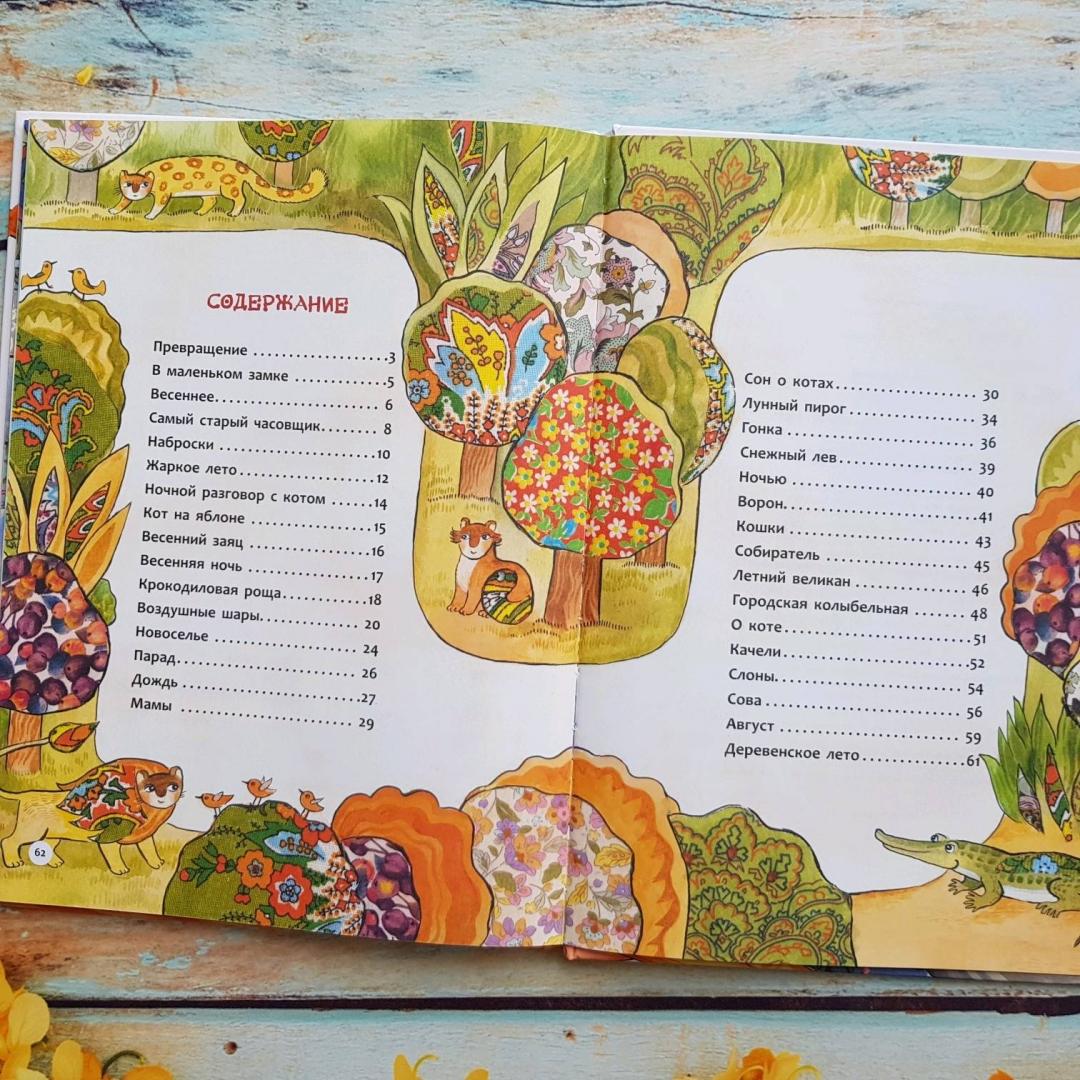 СОДЕРЖАНИЕ
Превращение ..................3
В маленьком замке ............5
Весеннее..................... 6
Самый старый часовщик........ 8
Наброски ....................10
Жаркое лето..................12
Ночной разговор с котом .....14
Кот на яблоне ............... 15
Весенний заяц ...............16
Весенняя ночь ...............17
Крокодиловая роща............18
Воздушные шары............... 20
Новоселье ................... 24
Парад........................ 26
Дождь .......................27
Мамы ........................ 29
62
Сон о котах.................. 30
Лунный пирог ................ 34
Гонка ....................... 36
Снежный лев.................. 39
Ночью ....................... 40
Ворон........................41
Кошки ....................... 43
Собиратель .................. 45
Летний великан .............. 46
Городская колыбельная ....... 48
О коте.......................51
Качели.......................52
Слоны........................ 54
Сова ........................ 56
Август ...................... 59
Деревенское лето.............61